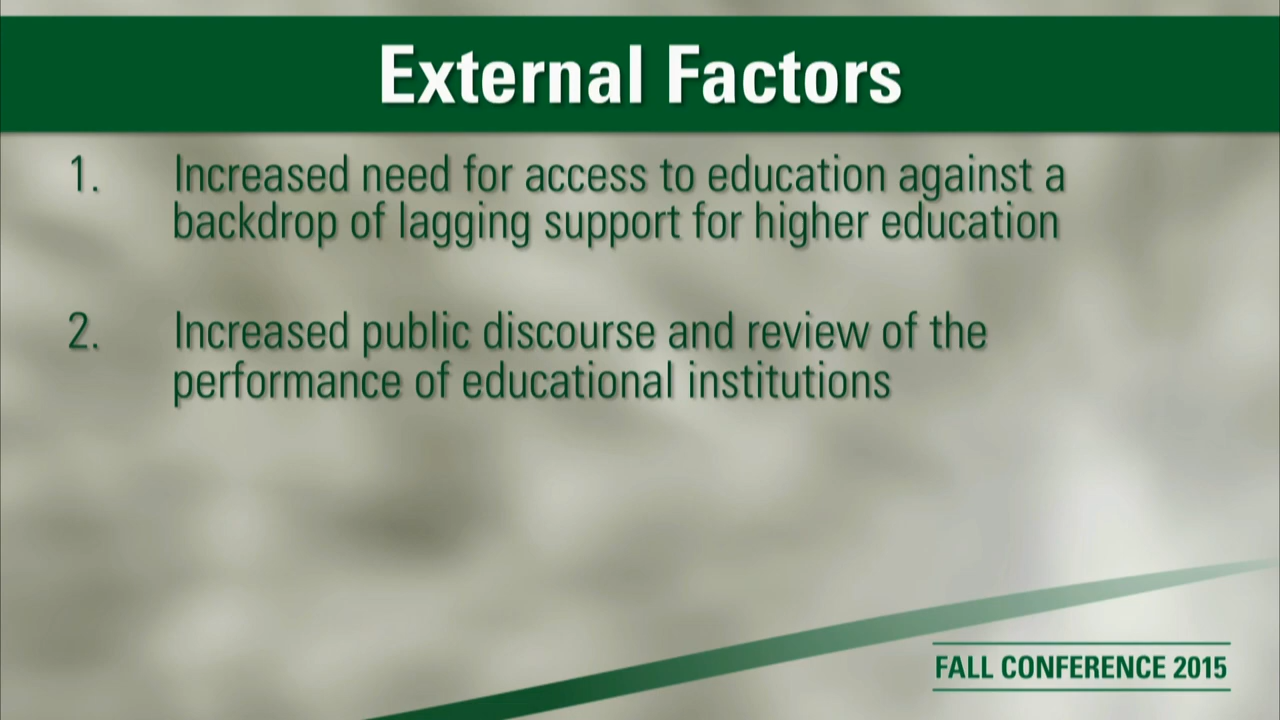 External Factors
1. Increased need for access to education against a
backdrop of lagging support for higher education
2. Increased public discourse and review of the
performance of educational institutions
FALL CONFERENCE 2015